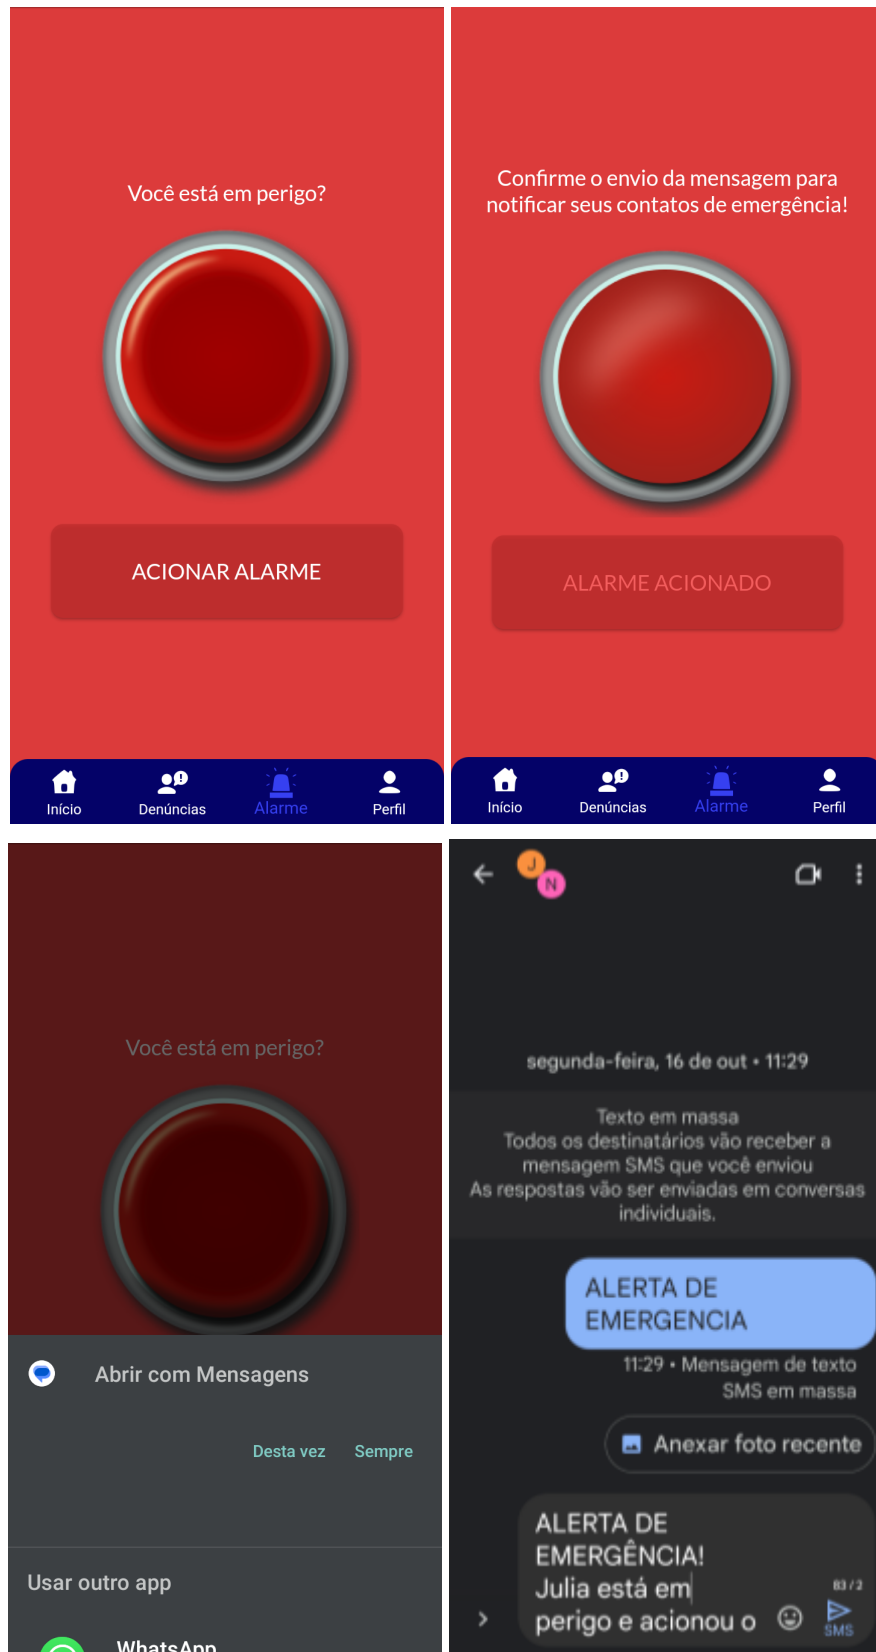 Você está em perigo?
ACIONAR ALARME
Início
Denúncias
Alarme
Perfil
Confirme o envio da mensagem para
notificar seus contatos de emergência!
ALARME ACIONADO
Início
Denúncias
Alarme
Perfil
Você está em perigo?
Abrir com Mensagens
Desta vez Sempre
Usar outro app
WhatsApp
J
N
segunda-feira, 16 de out • 11:29
Texto em massa
Todos os destinatários vão receber a
mensagem SMS que você enviou
As respostas vão ser enviadas em conversas
individuais.
ALERTA DE
EMERGENCIA
11:29 • Mensagem de texto
SMS em massa
Anexar foto recente
ALERTA DE
EMERGÊNCIA!
Julia está em
perigo e acionou o
83 / 2
SMS